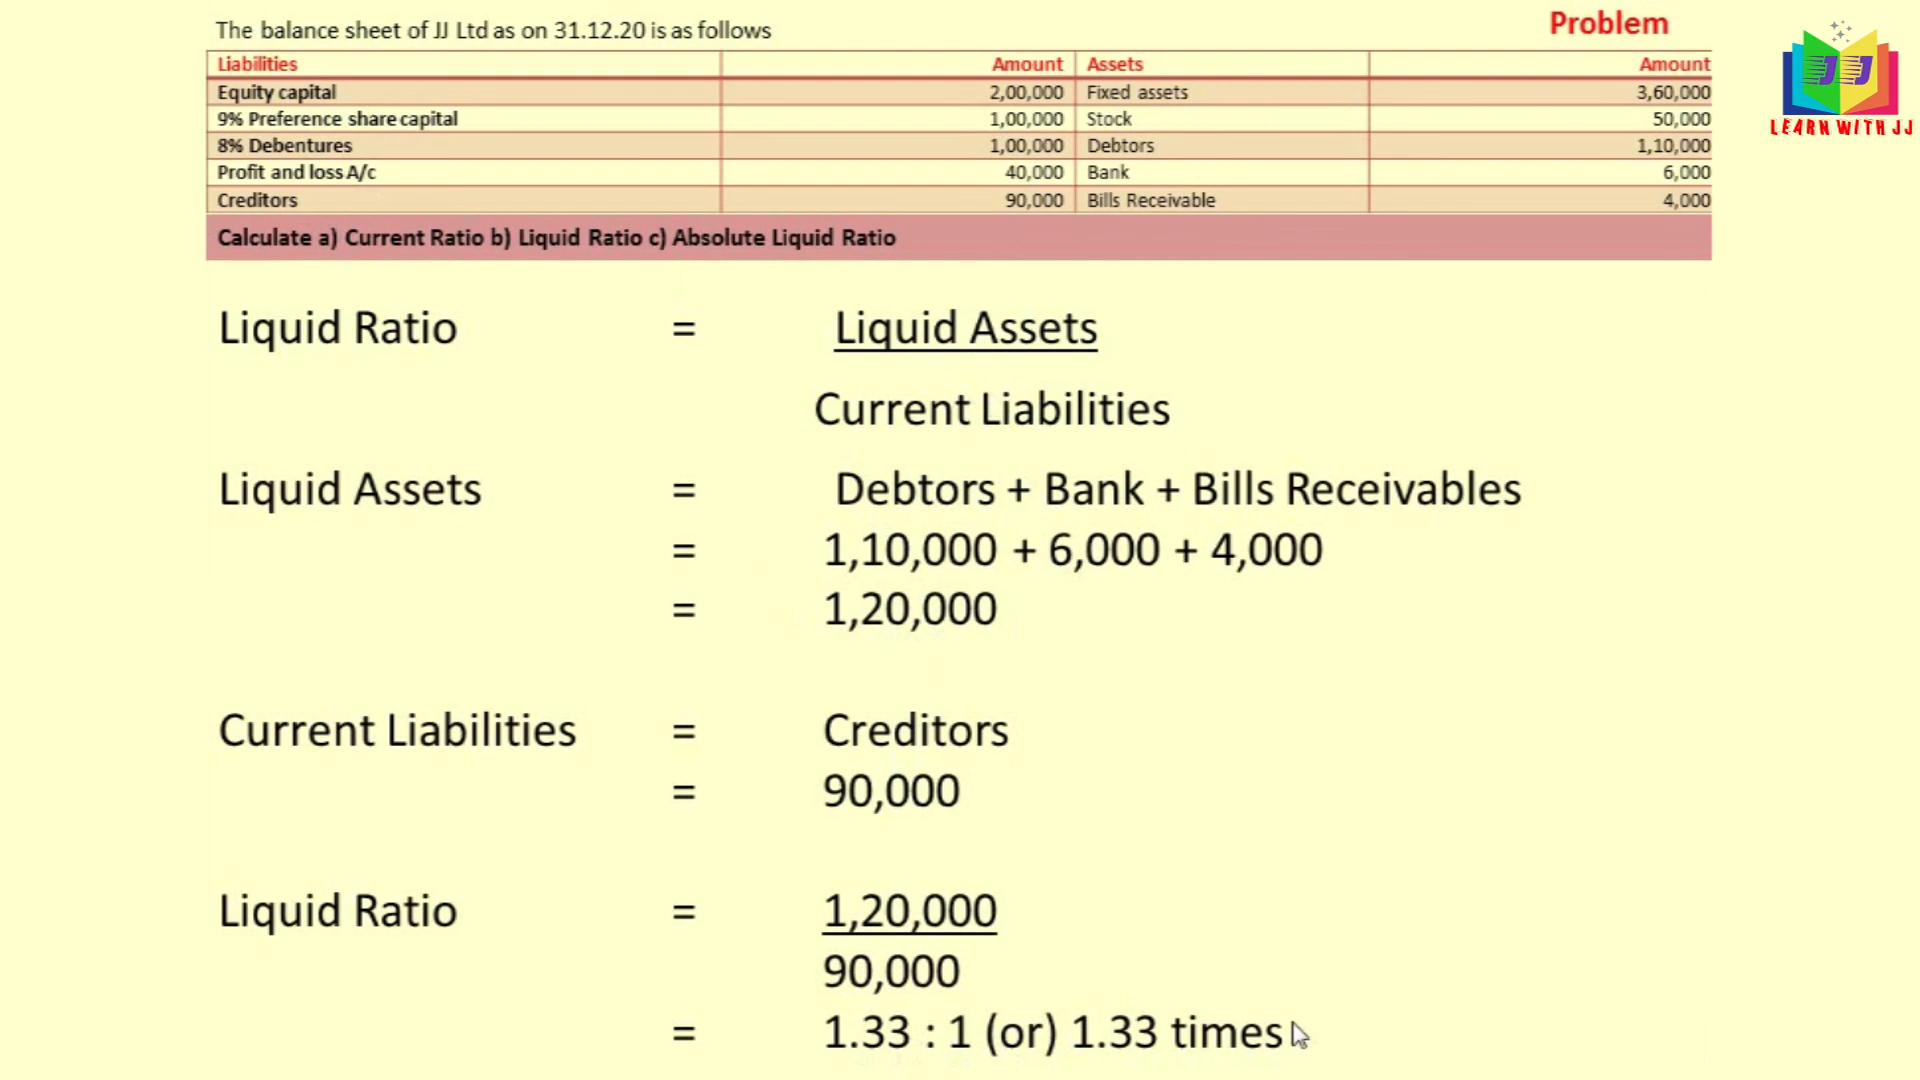 The balance sheet of JJ Ltd as on 31.12.20 is as follows
Problem
Liabilities Amount Assets Amount
Equity capital 2,00,000 Fixed assets 3,60,000
9% Preference share capital 1,00,000 Stock 50,000
8% Debentures 1,00,000 Debtors 1,10,000
Profit and loss A/c 40,000 Bank 6,000
Creditors 90,000 Bills Receivable 4,000
Calculate a) Current Ratio b) Liquid Ratio c) Absolute Liquid Ratio
JJ
LEARN WITH JJ
Liquid Ratio = Liquid Assets
Current Liabilities
Liquid Assets = Debtors + Bank + Bills Receivables
= 1,10,000 + 6,000 + 4,000
= 1,20,000
Current Liabilities = Creditors
= 90,000
Liquid Ratio = 1,20,000
90,000
= 1.33 : 1 (or) 1.33 times